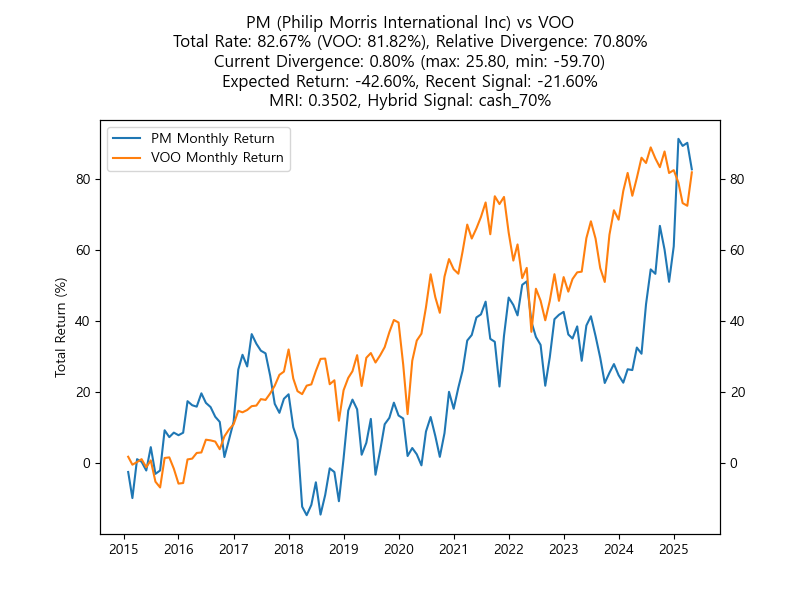 PM (Philip Morris International Inc) vs VOO
Total Rate: 82.67% (VOO: 81.82%), Relative Divergence: 70.80%
Current Divergence: 0.80% (max: 25.80, min: -59.70)
Expected Return: -42.60%, Recent Signal: -21.60%
MRI: 0.3502, Hybrid Signal: cash_70%
PM Monthly Return
VOO Monthly Return
Total Return (%)
80
60
40
20
0
80
60
40
20
0
2015 2016 2017 2018 2019 2020 2021 2022 2023 2024 2025